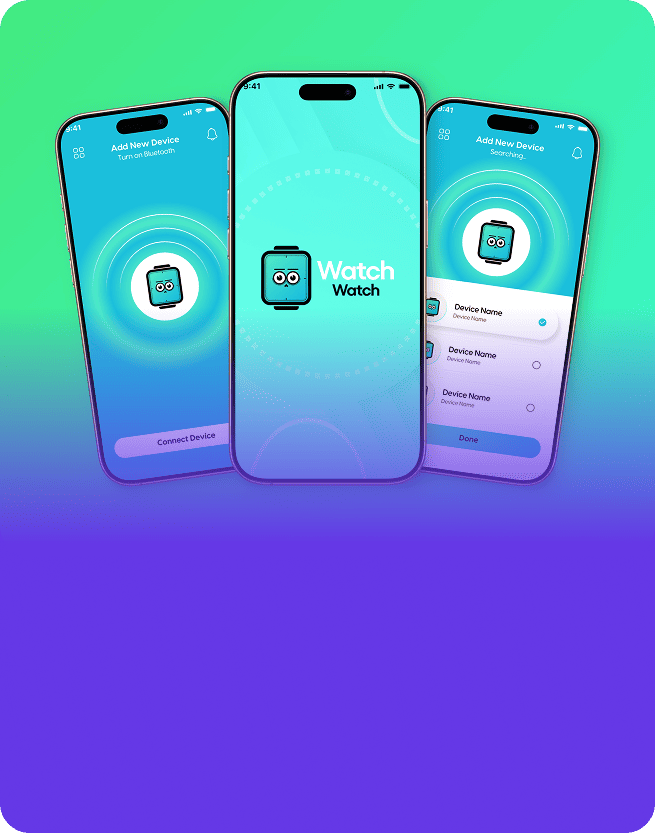 9:41
Add New Device
Turn on Bluetooth
Connect Device
9:41
Watch
Watch
9:41
Add New Device
Searching...
Device Name
Device Name
Device Name
Device Name
Device Name
Device Name
Done